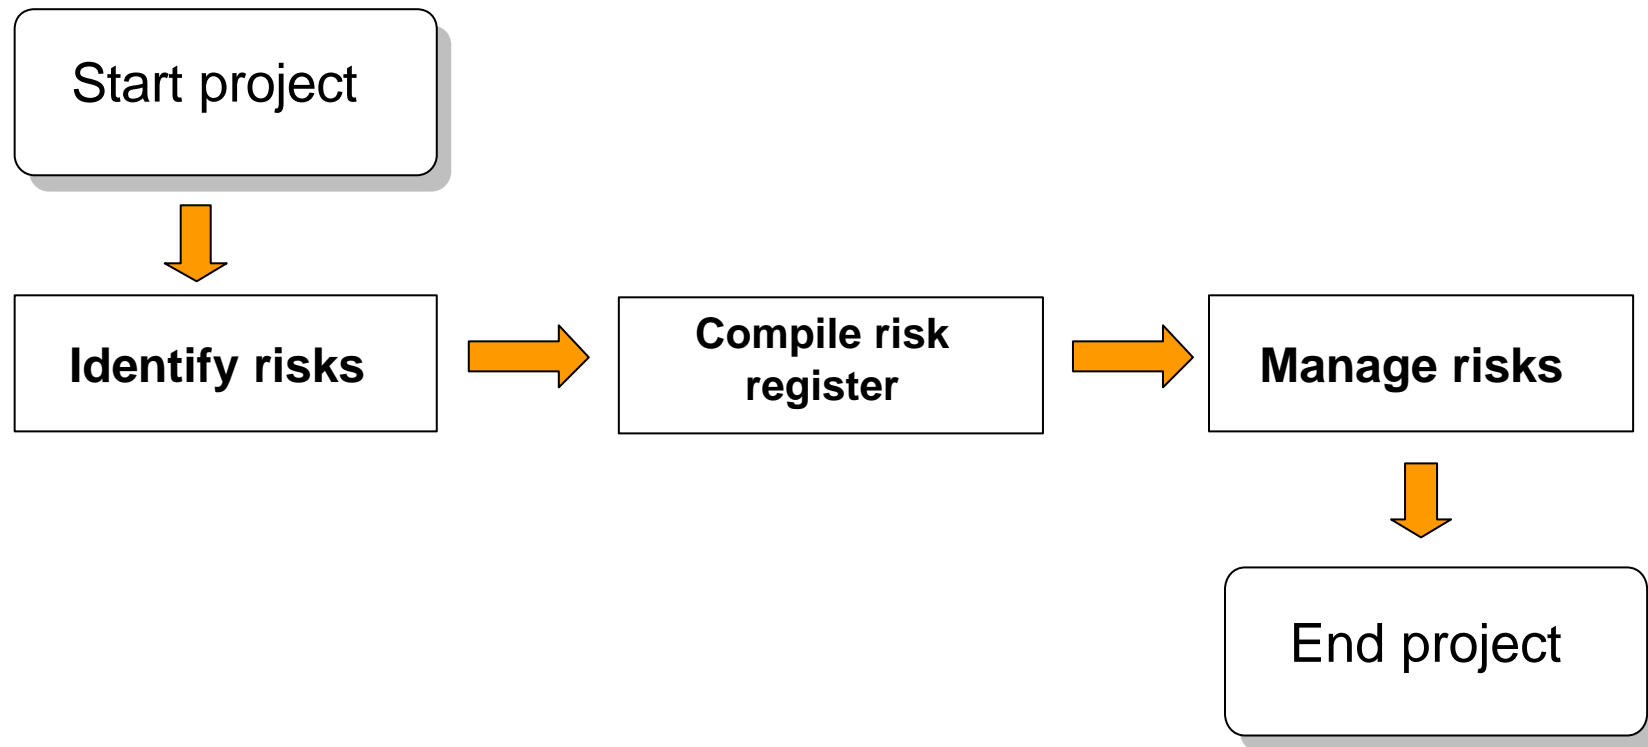 Start project
Identify risks
Compile risk
register
Manage risks
End project